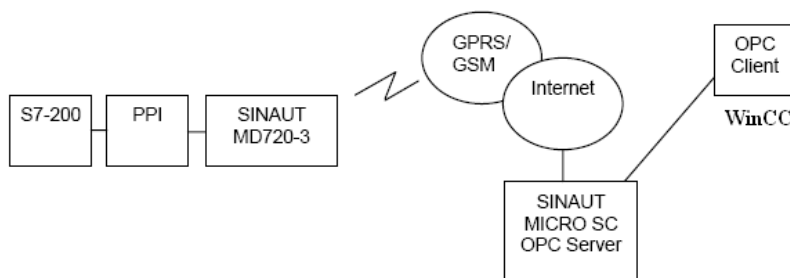 S7-200
PPI
SINAUT
MD720-3
GPRS/
GSM
Internet
OPC
Client
WinCC
SINAUT
MICRO SC
OPC Server